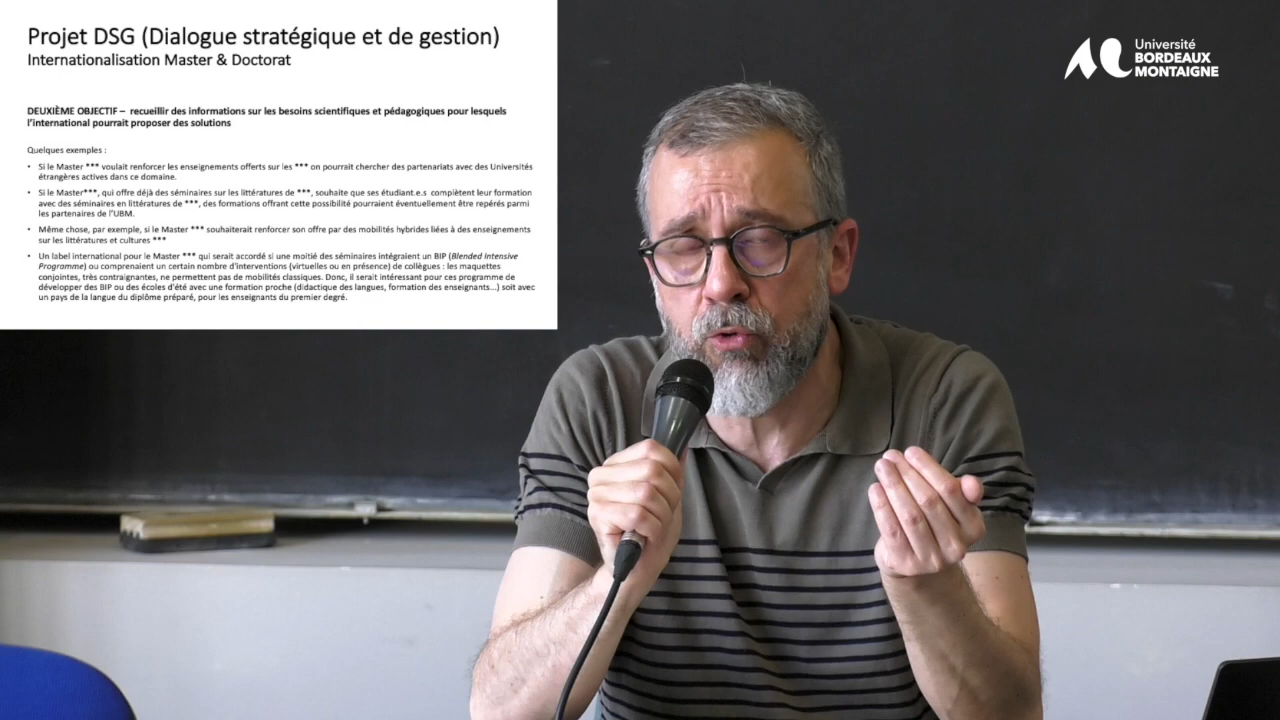 Projet DSG (Dialogue stratégique et de gestion)
Internationalisation Master & Doctorat
DEUXIÈME OBJECTIF – recueillir des informations sur les besoins scientifiques et pédagogiques pour lesquels
l'international pourrait proposer des solutions
Quelques exemples :
• Si le Master *** voulait renforcer les enseignements offerts sur les *** on pourrait chercher des partenariats avec des Universités
étrangères actives dans ce domaine.
• Si le Master***, qui offre déjà des séminaires sur les littératures de ***, souhaite que ses étudiant.e.s complètent leur formation
avec des séminaires en littératures de ***, des formations offrant cette possibilité pourraient éventuellement être repérés parmi
les partenaires de l'UBM.
• Même chose, par exemple, si le Master *** souhaiterait renforcer son offre par des mobilités hybrides liées à des enseignements
sur les littératures et cultures ***
• Un label international pour le Master *** qui serait accordé si une moitié des séminaires intégraient un BIP (Blended Intensive
Programme) ou comprenaient un certain nombre d'interventions (virtuelles ou en présence) de collègues : les maquettes
conjointes, très contraignantes, ne permettent pas de mobilités classiques. Donc, il serait intéressant pour ces programme de
développer des BIP ou des écoles d'été avec une formation proche (didactique des langues, formation des enseignants...) soit avec
un pays de la langue du diplôme préparé, pour les enseignants du premier degré.
Université
BORDEAUX
MONTAIGNE